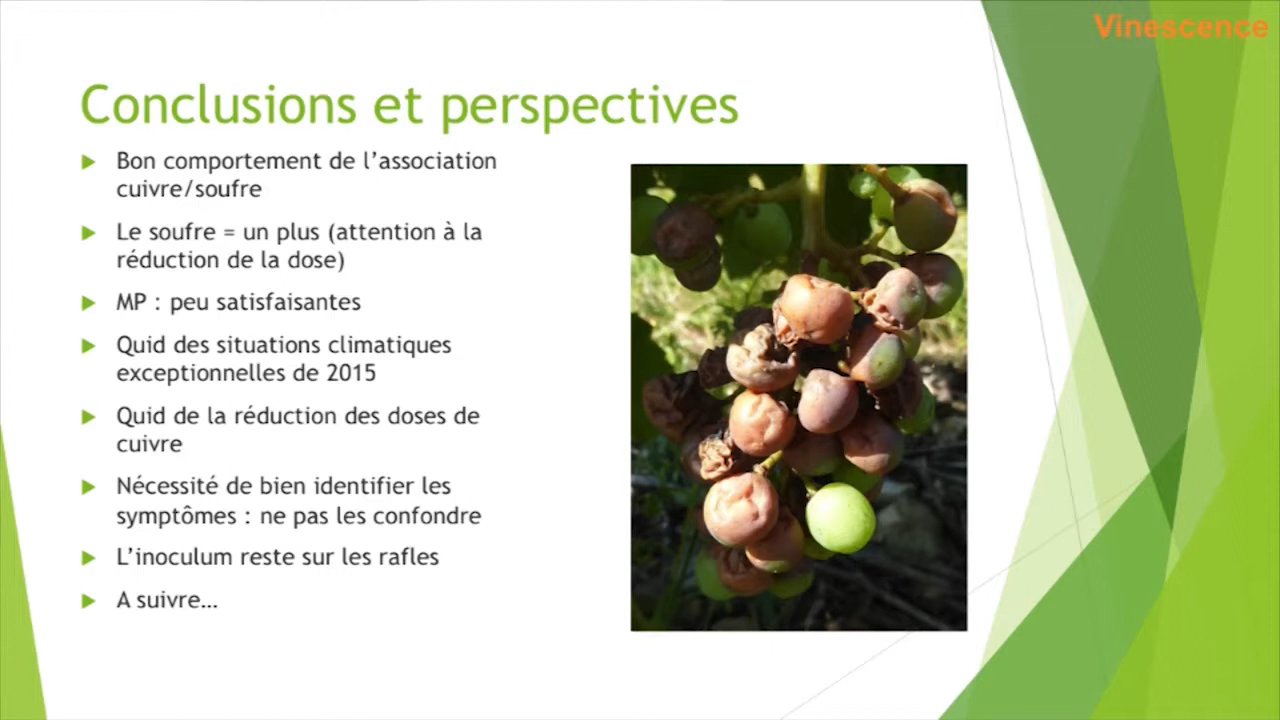 Vinescence
Conclusions et perspectives
Bon comportement de l’association
cuivre/soufre
Le soufre = un plus (attention à la
réduction de la dose)
MP : peu satisfaisantes
Quid des situations climatiques
exceptionnelles de 2015
Quid de la réduction des doses de
cuivre
Nécessité de bien identifier les
symptômes : ne pas les confondre
L’inoculum reste sur les rafles
A suivre…